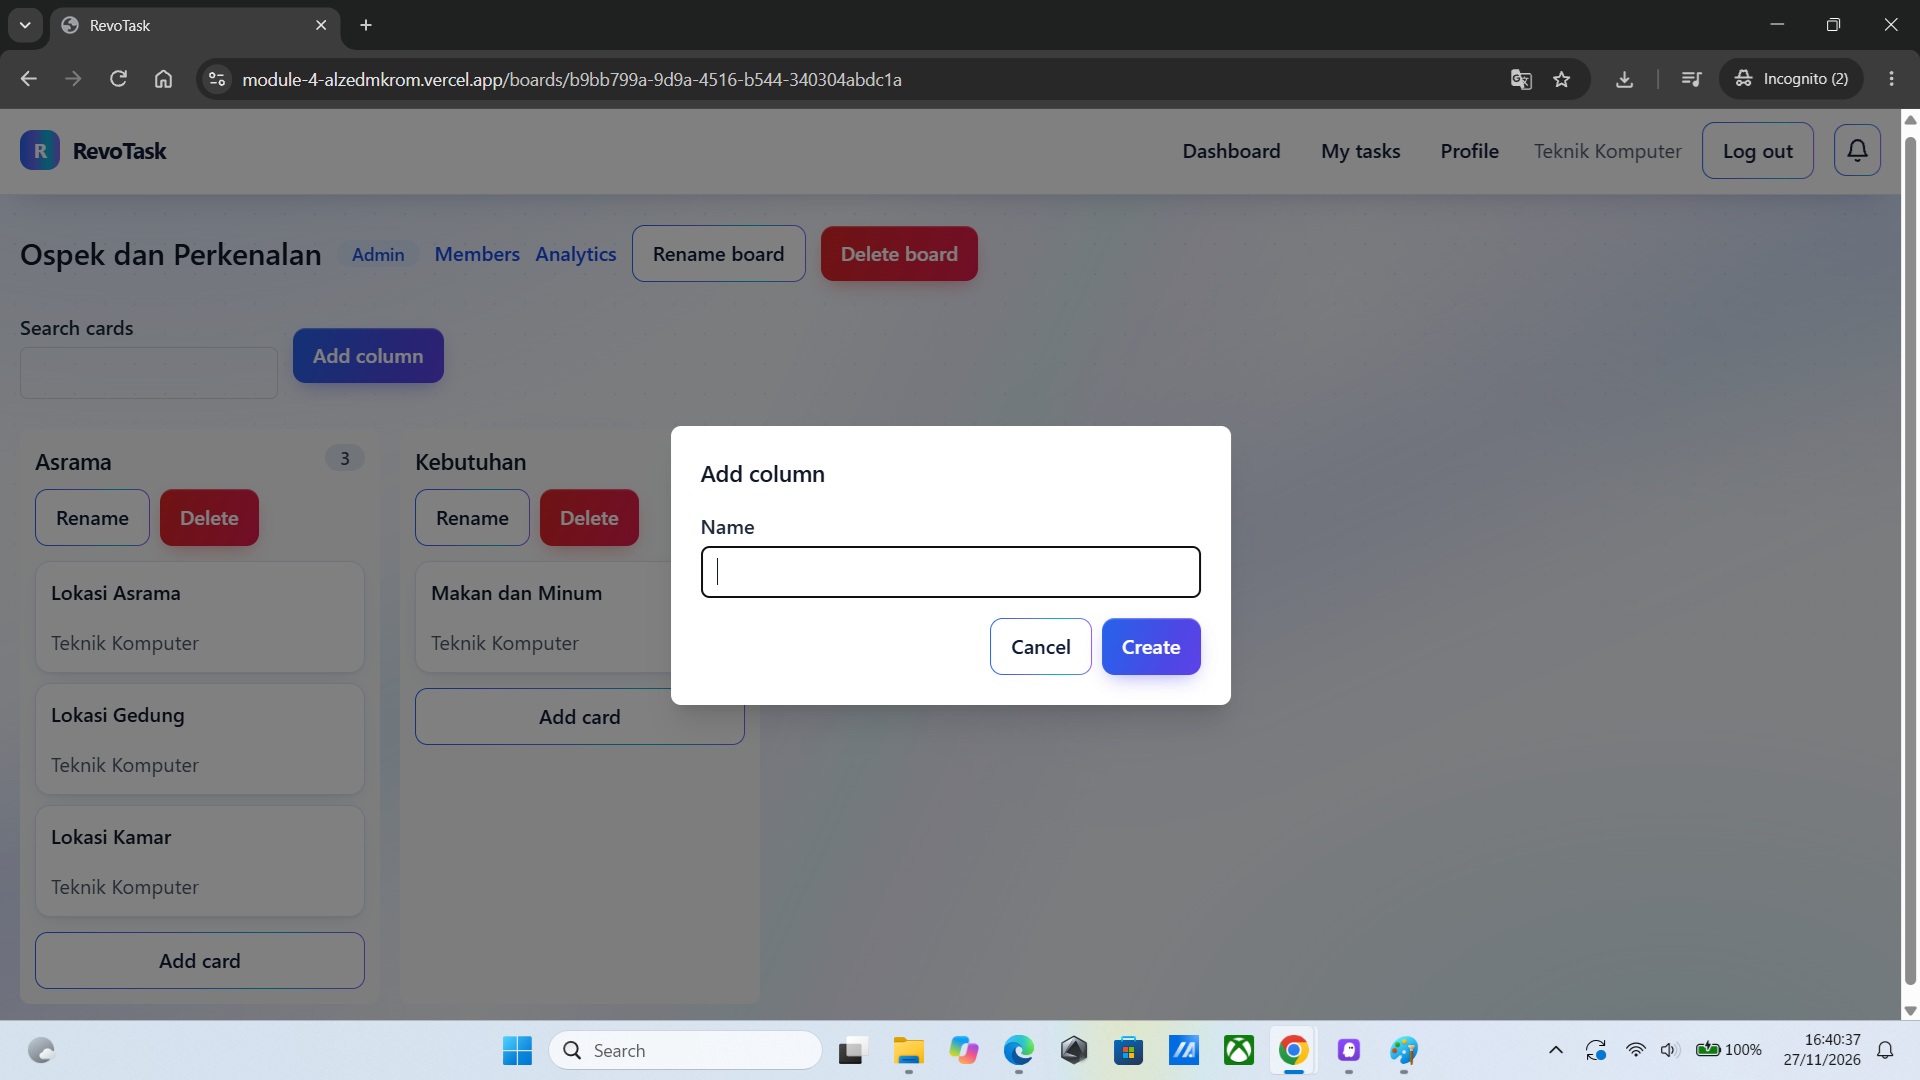 RevoTask
module-4-alzedmkrom.vercel.app/boards/b9bb799a-9d9a-4516-b544-340304abdc1a
Incognito (2)
R RevoTask
Dashboard My tasks Profile Teknik Komputer Log out
Ospek dan Perkenalan Admin Members Analytics Rename board Delete board
Search cards
Add column
Asrama 3
Rename Delete
Lokasi Asrama
Teknik Komputer
Lokasi Gedung
Teknik Komputer
Lokasi Kamar
Teknik Komputer
Add card
Kebutuhan
Rename Delete
Makan dan Minum
Teknik Komputer
Add card
Add column
Name
Cancel Create
Search
100%
16:40:37
27/11/2026